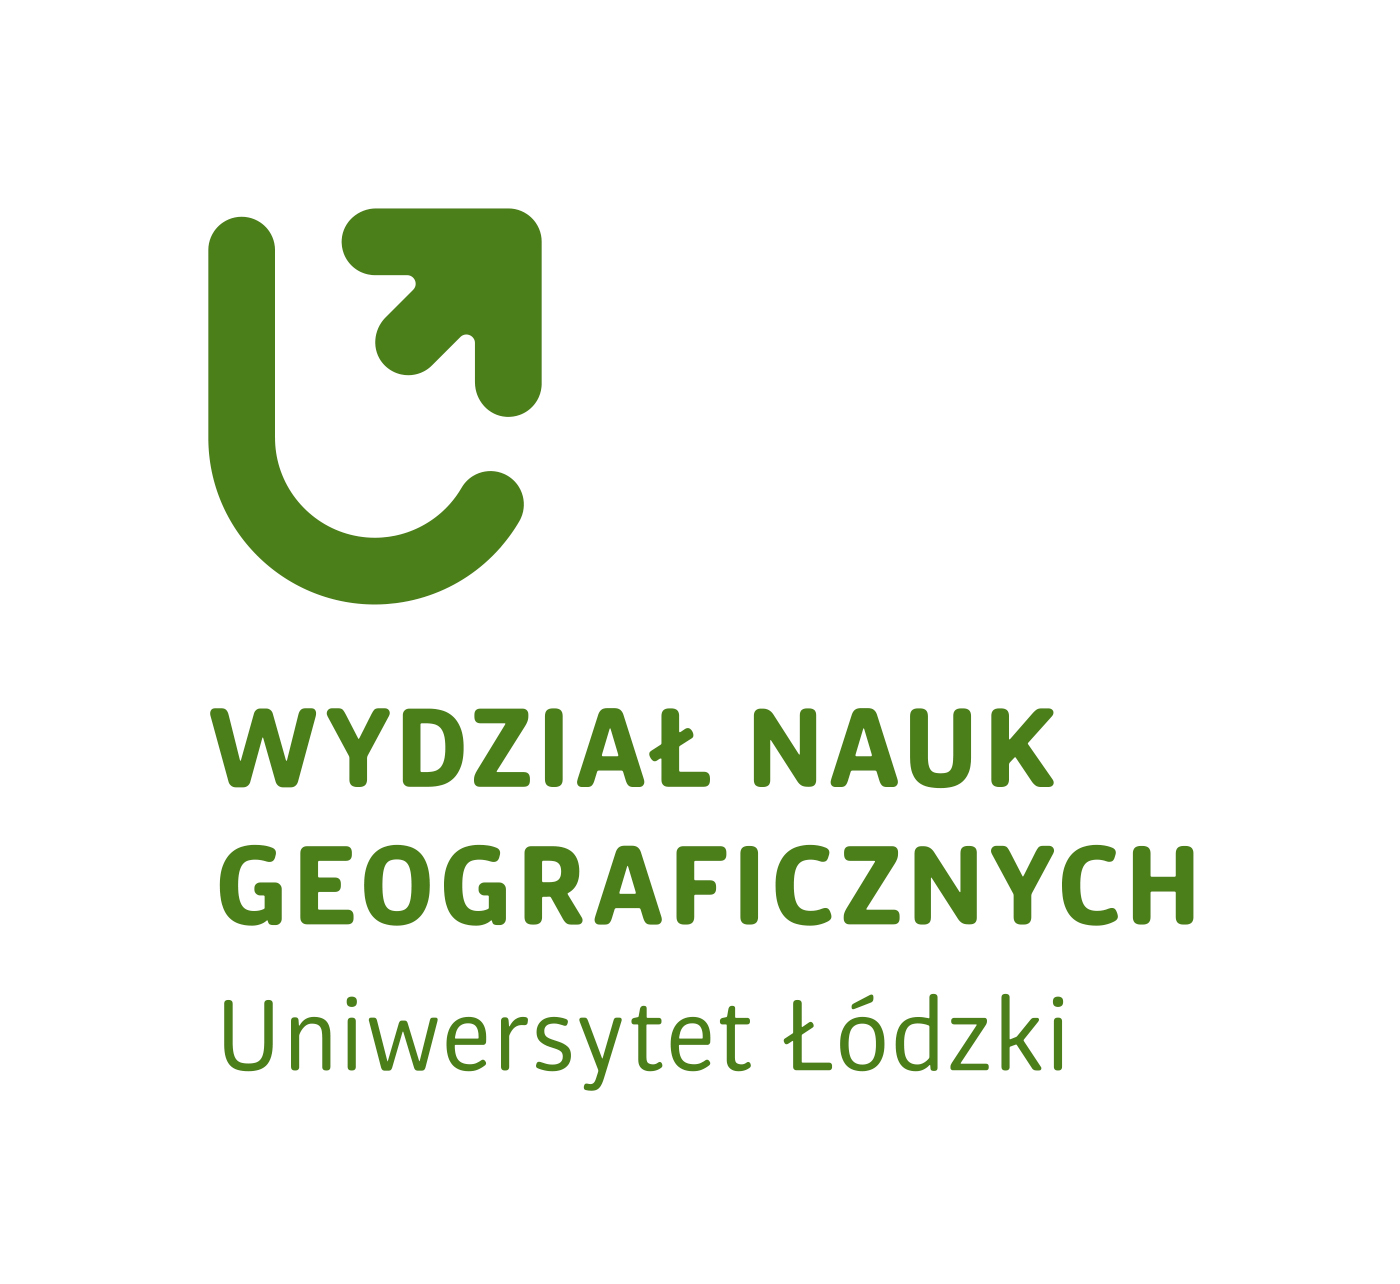 WYDZIAŁ NAUK
GEOGRAFICZNYCH
Uniwersytet Łódzki